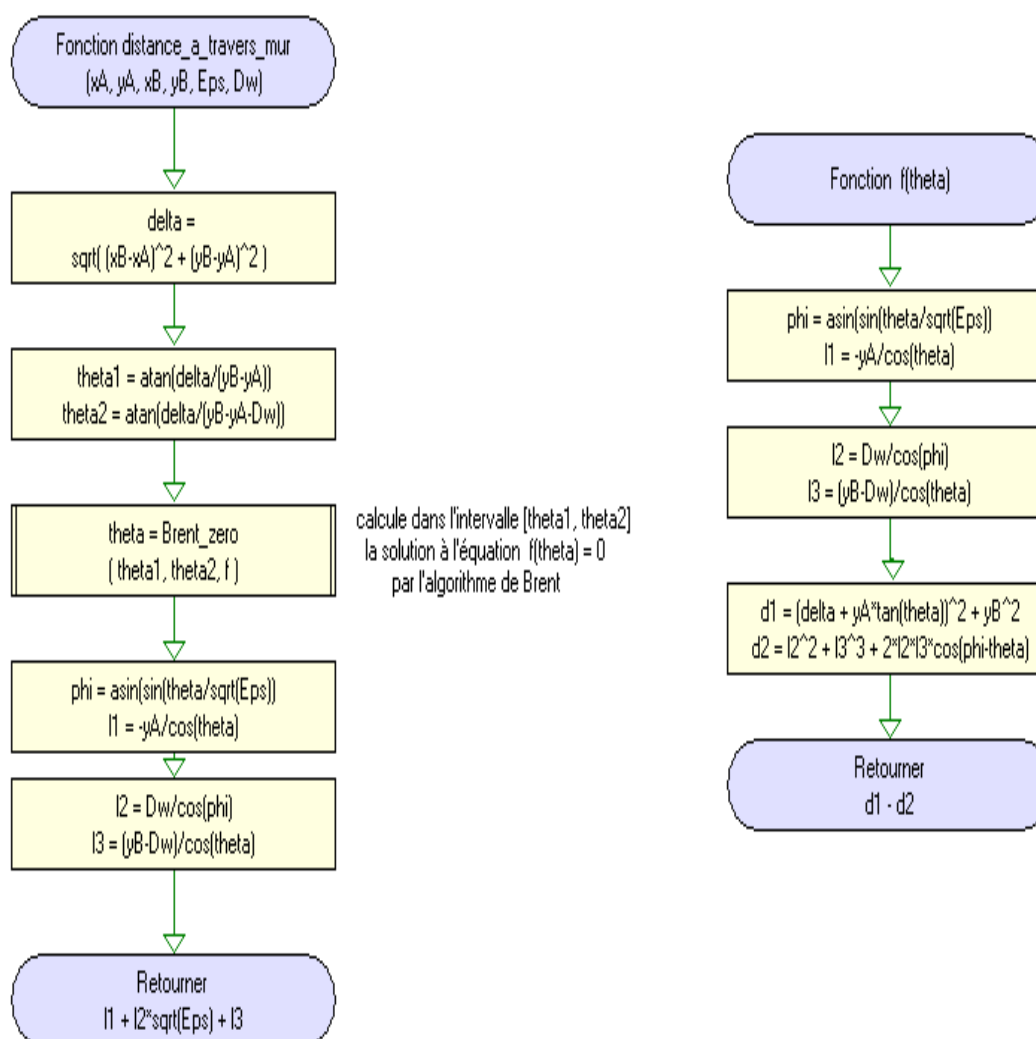 Fonction distance_a_travers_mur
(xA, yA, xB, yB, Eps, Dw)
delta =
sqrt( (xB-xA)^2 + (yB-yA)^2 )
theta1 = atan(delta/(yB-yA))
theta2 = atan(delta/(yB-yA-Dw))
theta = Brent_zero
( theta1, theta2, f )
calcule dans l'intervalle [theta1, theta2]
la solution à l'équation f(theta) = 0
par l'algorithme de Brent
phi = asin(sin(theta/sqrt(Eps))
l1 = -yA/cos(theta)
l2 = Dw/cos(phi)
l3 = (yB-Dw)/cos(theta)
Retourner
l1 + l2*sqrt(Eps) + l3
Fonction f(theta)
phi = asin(sin(theta/sqrt(Eps))
l1 = -yA/cos(theta)
l2 = Dw/cos(phi)
l3 = (yB-Dw)/cos(theta)
d1 = (delta + yA*tan(theta))^2 + yB^2
d2 = l2^2 + l3^3 + 2*l2*l3*cos(phi-theta)
Retourner
d1 - d2